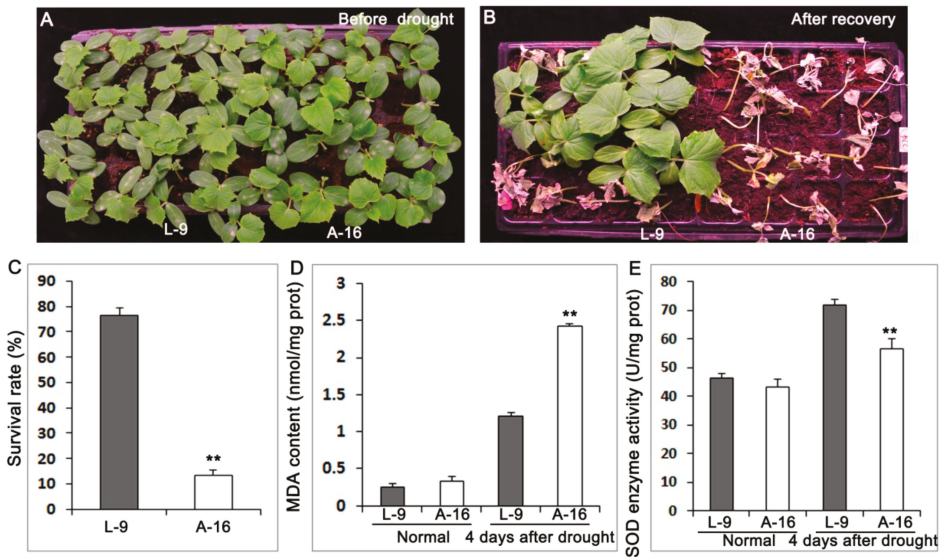 A
Before drought
L-9
A-16
B
After recovery
L-9
A-16
C
Survival rate (%)
90
80
70
60
50
40
30
20
10
0
**
L-9
A-16
D
MDA content (nmol/mg prot)
3
2.5
2
1.5
1
0.5
0
**
L-9
A-16
L-9
A-16
Normal
4 days after drought
E
SOD enzyme activity (U/mg prot)
80
70
60
50
40
30
20
10
0
**
L-9
A-16
L-9
A-16
Normal
4 days after drought